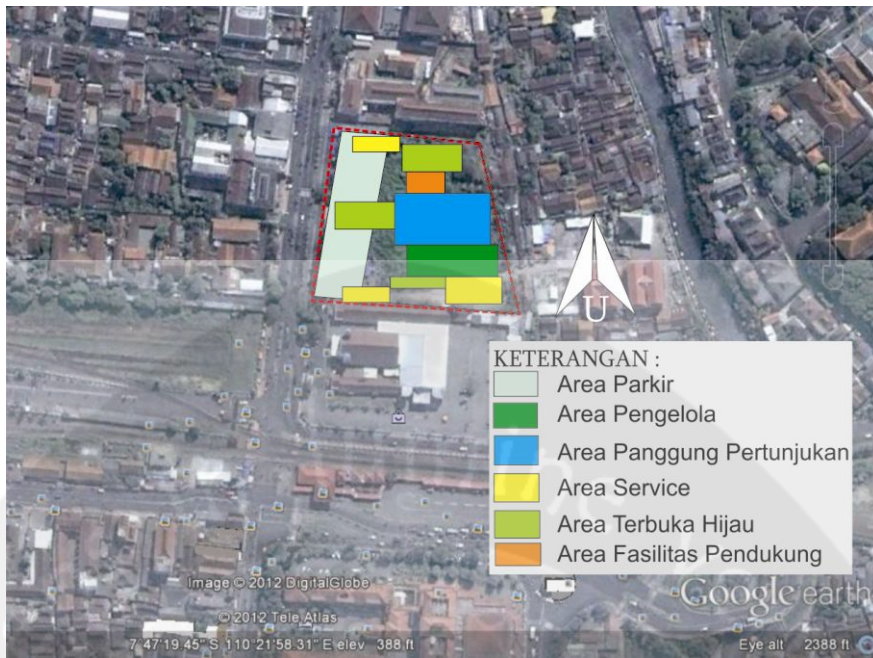 U
KETERANGAN :
Area Parkir
Area Pengelola
Area Panggung Pertunjukan
Area Service
Area Terbuka Hijau
Area Fasilitas Pendukung
Image © 2012 DigitalGlobe
© 2012 Tele Atlas
Google earth
7°47'19.45" S 110°21'58.31" E elev 388 ft
Eye alt 2388 ft